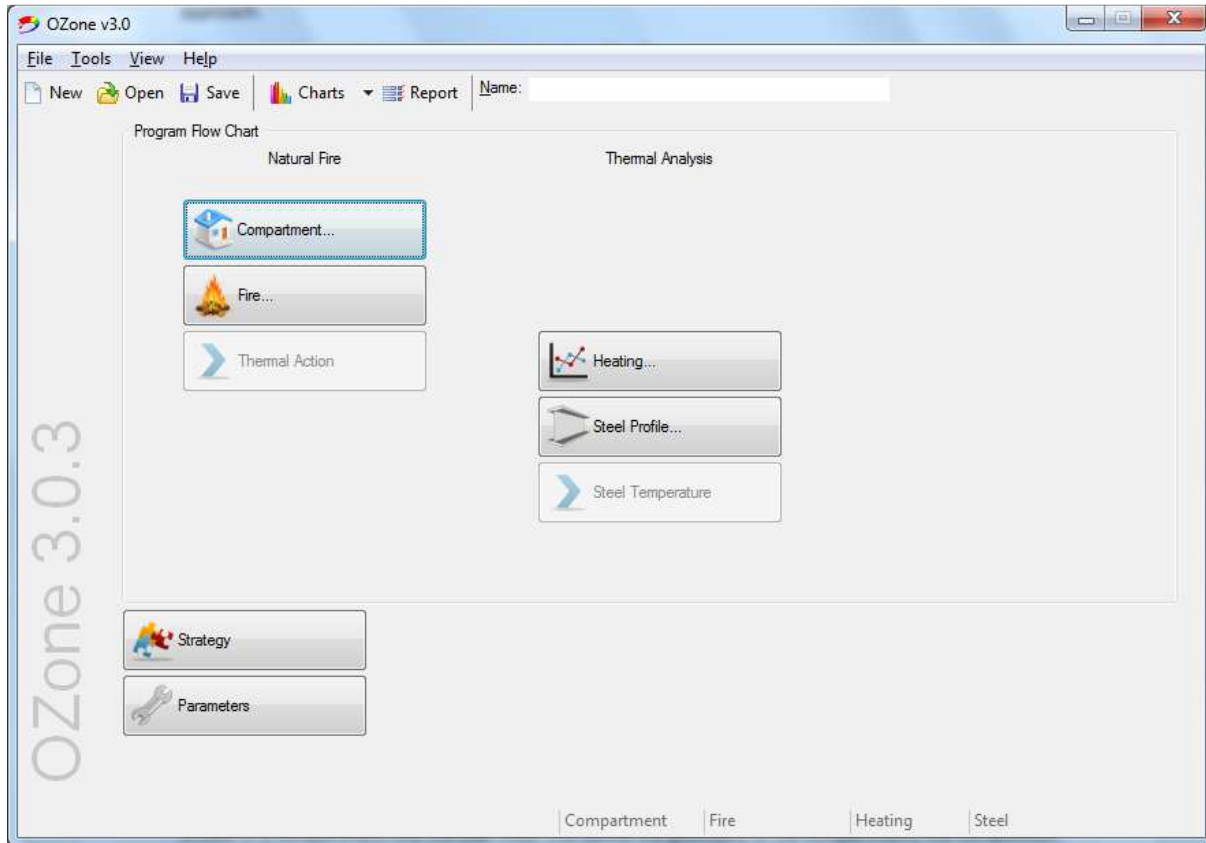 OZone v3.0
File Tools View Help
New Open Save Charts Report Name:
Program Flow Chart
Natural Fire Thermal Analysis
Compartment...
Fire...
Thermal Action Heating...
Steel Profile...
Steel Temperature
OZone 3.0.3
Strategy
Parameters
Compartment Fire Heating Steel